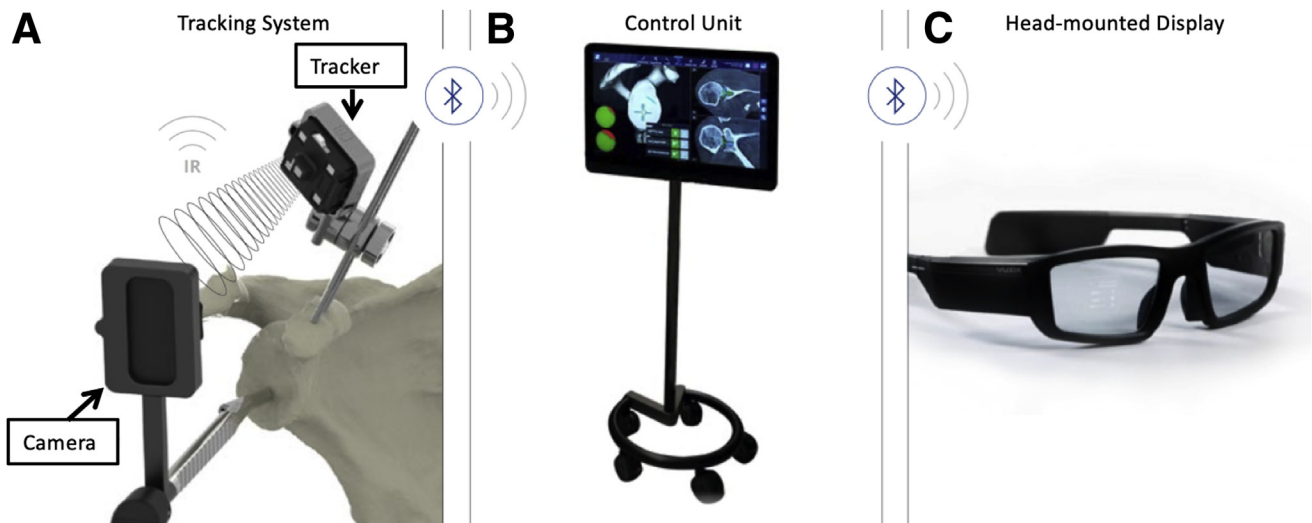 A
Tracking System
Tracker
IR
Camera
B
Control Unit
C
Head-mounted Display
VUZIX